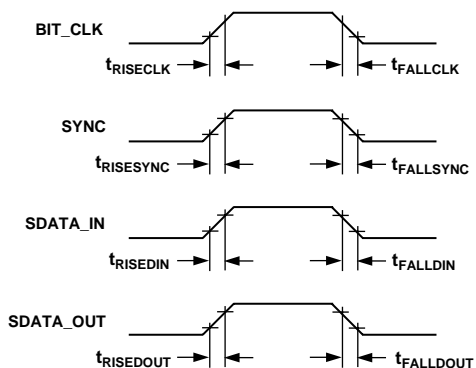 BIT_CLK
tRISECLK tFALLCLK
SYNC
tRISESYNC tFALLSYNC
SDATA_IN
tRISEDIN tFALLDIN
SDATA_OUT
tRISEDOUT tFALLDOUT